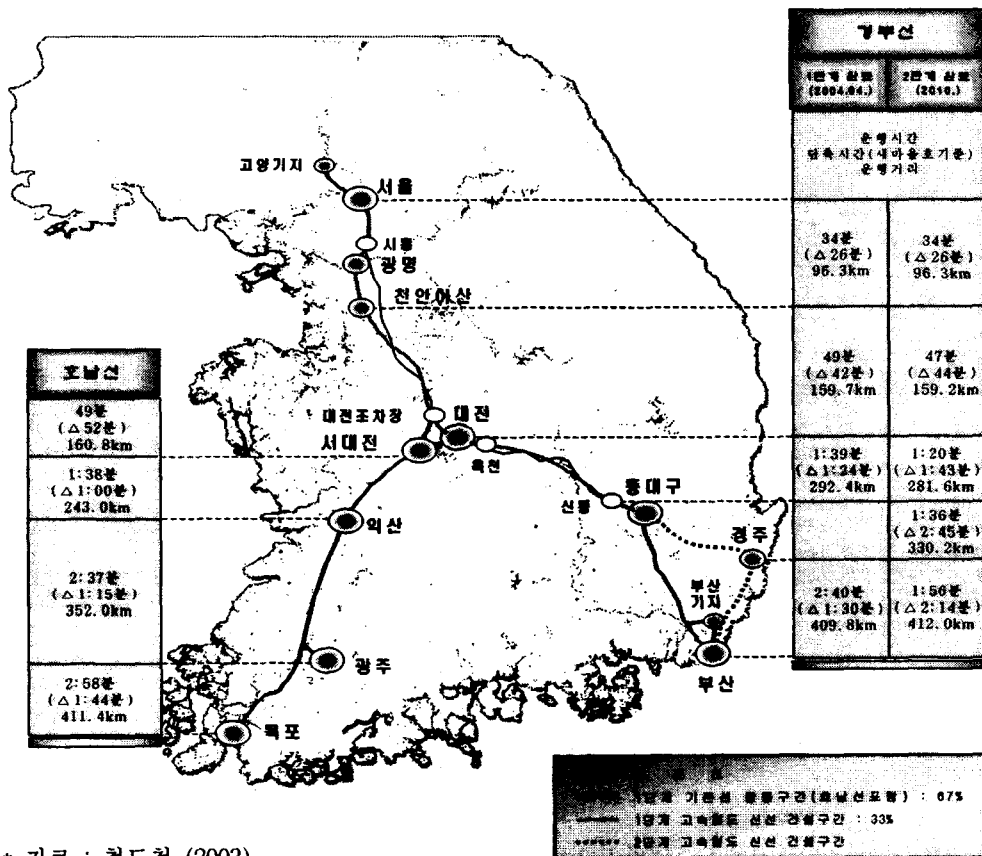 경부선
1단계 완료
(2004.04.)
2단계 완료
(2010.)
운행시간
단축시간(새마을호기준)
운행거리
34분
(△26분)
96.3km
34분
(△26분)
96.3km
49분
(△42분)
159.7km
47분
(△44분)
159.2km
1:39분
(△1:24분)
292.4km
1:20분
(△1:43분)
281.6km
1:36분
(△2:45분)
330.2km
2:40분
(△1:30분)
409.8km
1:56분
(△2:14분)
412.0km
고양기지
서울
시흥
광명
천안아산
대전조차장
대전
서대전
옥천
신동
동대구
경주
부산
기지
부산
익산
광주
목포
호남선
49분
(△52분)
160.8km
1:38분
(△1:00분)
243.0km
2:37분
(△1:15분)
352.0km
2:58분
(△1:44분)
411.4km
1단계 기존선 활용구간(호남선포함) : 67%
1단계 고속철도 신선 건설구간 : 33%
2단계 고속철도 신선 건설구간
* 자료 : 철도청 (2003)